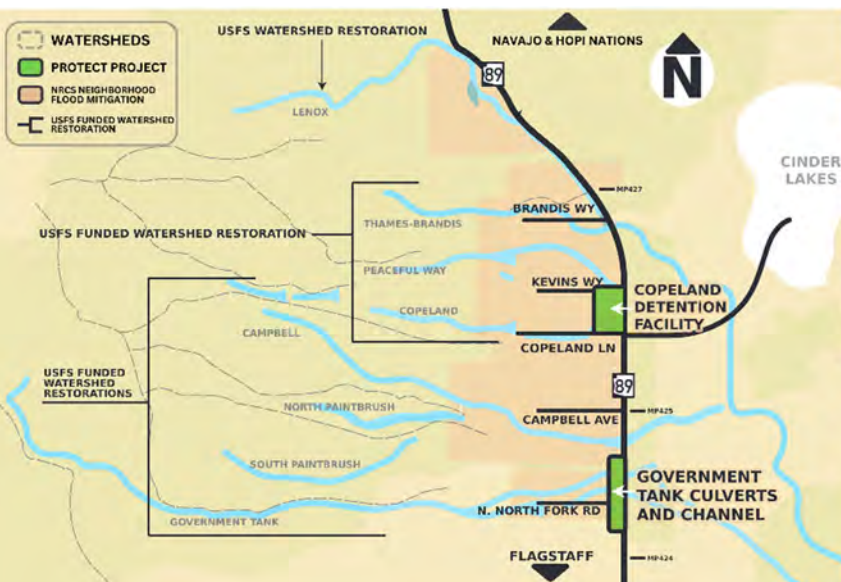 WATERSHEDS
PROTECT PROJECT
NRCS NEIGHBORHOOD
FLOOD MITIGATION
USFS FUNDED WATERSHED
RESTORATION
USFS WATERSHED RESTORATION
NAVAJO & HOPI NATIONS
N
89
LENOX
CINDER
LAKES
MP427
BRANDIS WY
THAMES-BRANDIS
USFS FUNDED WATERSHED RESTORATION
PEACEFUL WAY
KEVINS WY
COPELAND
DETENTION
FACILITY
COPELAND
CAMPBELL
COPELAND LN
USFS FUNDED
WATERSHED
RESTORATIONS
89
NORTH PAINTBRUSH
CAMPBELL AVE
MP425
SOUTH PAINTBRUSH
GOVERNMENT
TANK CULVERTS
AND CHANNEL
N. NORTH FORK RD
GOVERNMENT TANK
FLAGSTAFF
MP424